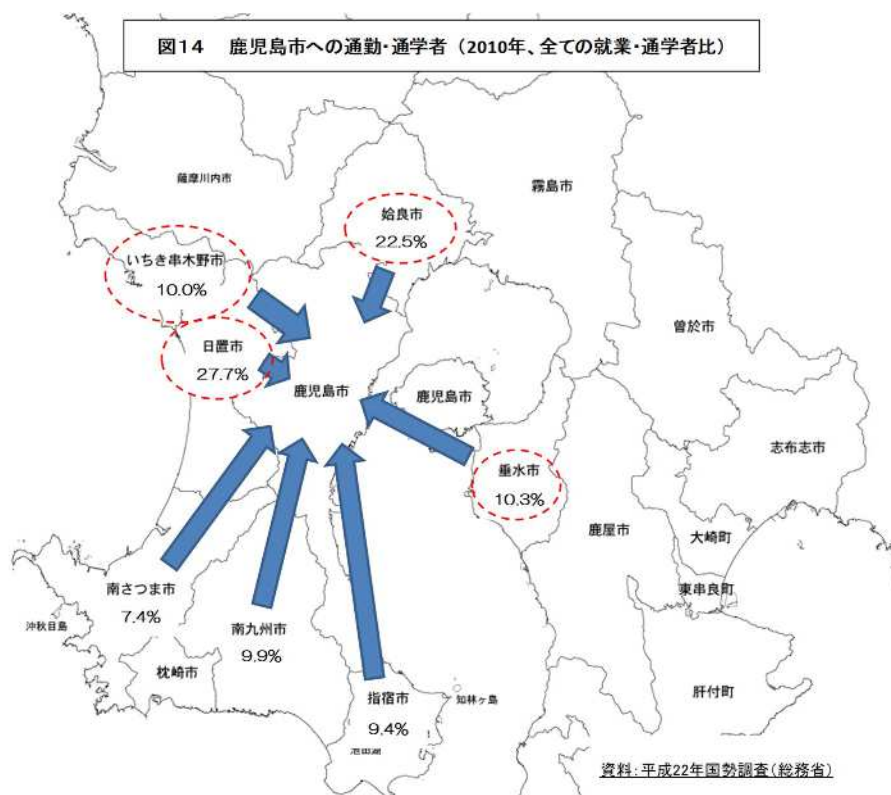 図14　鹿児島市への通勤・通学者（2010年、全ての就業・通学者比）
薩摩川内市
姶良市
22.5%
霧島市
いちき串木野市
10.0%
日置市
27.7%
鹿児島市
鹿児島市
曽於市
垂水市
10.3%
志布志市
鹿屋市
大崎町
東串良町
南さつま市
7.4%
沖秋目島
南九州市
9.9%
枕崎市
指宿市
9.4%
知林ヶ島
池田湖
肝付町
資料：平成22年国勢調査（総務省）